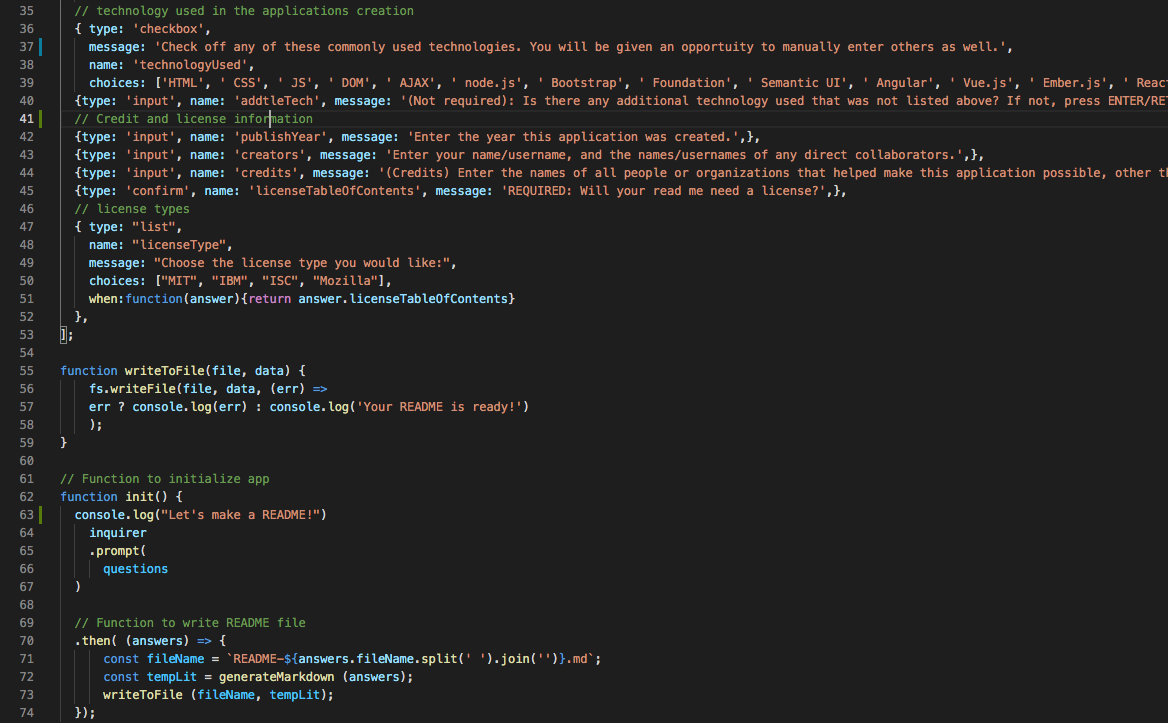 35 // technology used in the applications creation
36 { type: 'checkbox',
37 message: 'Check off any of these commonly used technologies. You will be given an opportuity to manually enter others as well.',
38 name: 'technologyUsed',
39 choices: ['HTML', ' CSS', ' JS', ' DOM', ' AJAX', ' node.js', ' Bootstrap', ' Foundation', ' Semantic UI', ' Angular', ' Vue.js', ' Ember.js', ' Reac
40 {type: 'input', name: 'addtleTech', message: '(Not required): Is there any additional technology used that was not listed above? If not, press ENTER/RE
41 // Credit and license information
42 {type: 'input', name: 'publishYear', message: 'Enter the year this application was created.',},
43 {type: 'input', name: 'creators', message: 'Enter your name/username, and the names/usernames of any direct collaborators.',},
44 {type: 'input', name: 'credits', message: '(Credits) Enter the names of all people or organizations that helped make this application possible, other th
45 {type: 'confirm', name: 'licenseTableOfContents', message: 'REQUIRED: Will your read me need a license?',},
46 // license types
47 { type: "list",
48 name: "licenseType",
49 message: "Choose the license type you would like:",
50 choices: ["MIT", "IBM", "ISC", "Mozilla"],
51 when:function(answer){return answer.licenseTableOfContents}
52 },
53 ];
54
55 function writeToFile(file, data) {
56 fs.writeFile(file, data, (err) =>
57 err ? console.log(err) : console.log('Your README is ready!')
58 );
59 }
60
61 // Function to initialize app
62 function init() {
63 console.log("Let's make a README!")
64 inquirer
65 .prompt(
66 questions
67 )
68
69 // Function to write README file
70 .then( (answers) => {
71 const fileName = `README-${answers.fileName.split(' ').join('')}.md`;
72 const tempLit = generateMarkdown (answers);
73 writeToFile (fileName, tempLit);
74 });